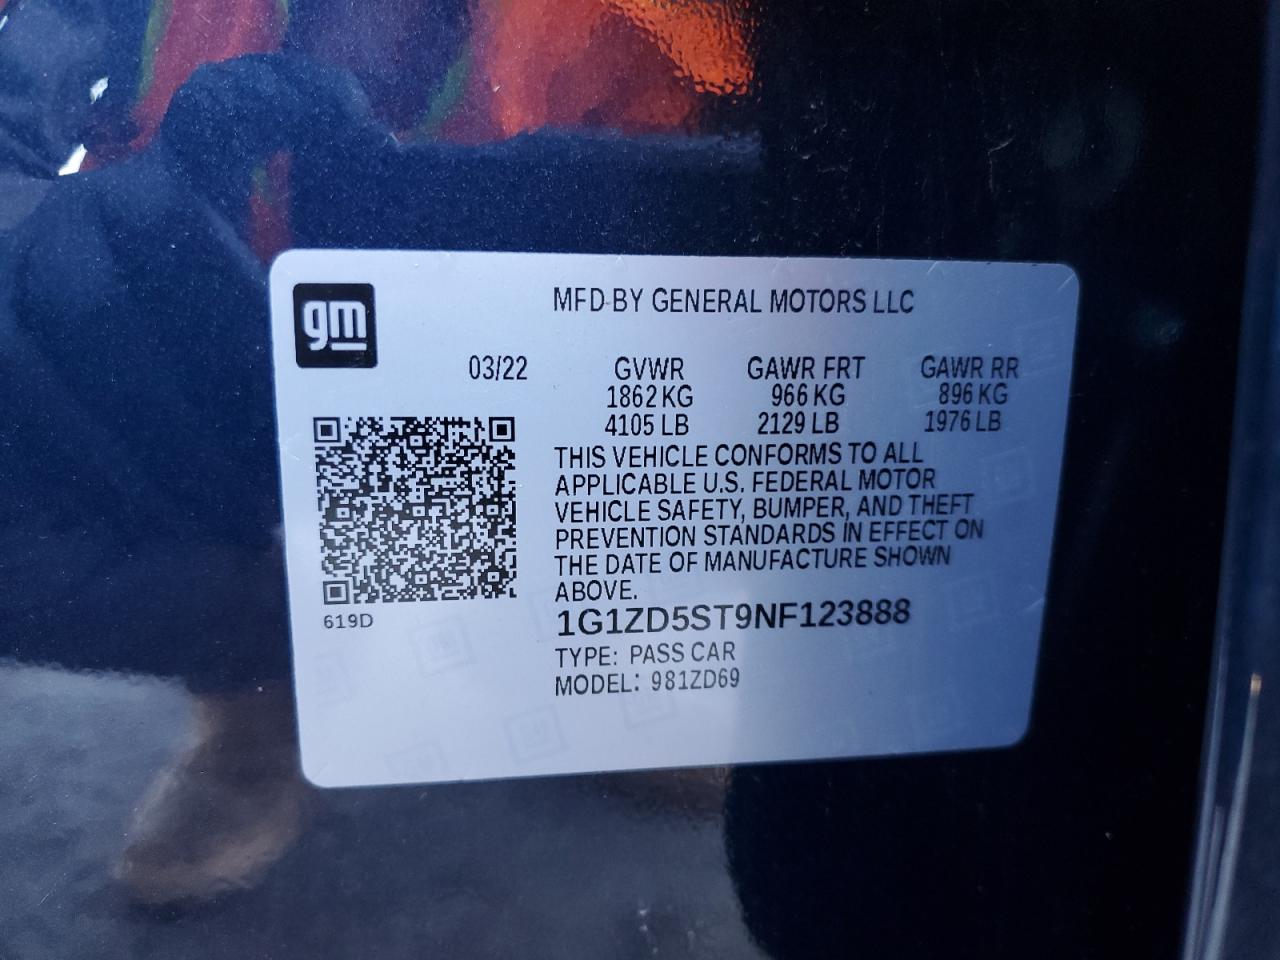 gm
MFD BY GENERAL MOTORS LLC
03/22 GVWR GAWR FRT GAWR RR
1862 KG 966 KG 896 KG
4105 LB 2129 LB 1976 LB
THIS VEHICLE CONFORMS TO ALL
APPLICABLE U.S. FEDERAL MOTOR
VEHICLE SAFETY, BUMPER, AND THEFT
PREVENTION STANDARDS IN EFFECT ON
THE DATE OF MANUFACTURE SHOWN
ABOVE.
619D
1G1ZD5ST9NF123888
TYPE: PASS CAR
MODEL: 981ZD69